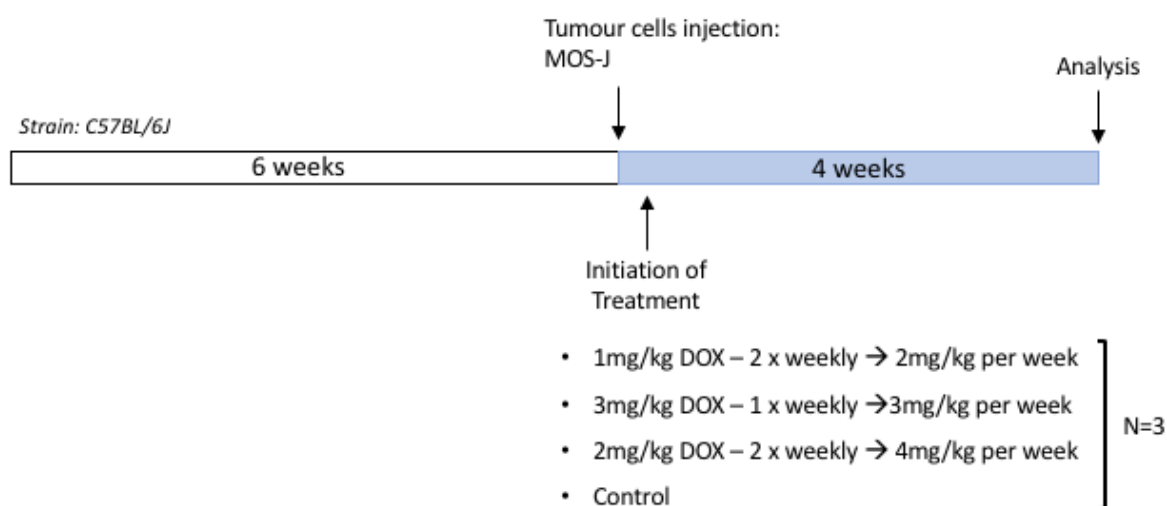 Tumour cells injection:
MOS-J
Analysis
Strain: C57BL/6J
6 weeks
4 weeks
Initiation of
Treatment
• 1mg/kg DOX – 2 x weekly → 2mg/kg per week
• 3mg/kg DOX – 1 x weekly →3mg/kg per week
• 2mg/kg DOX – 2 x weekly → 4mg/kg per week
• Control
N=3